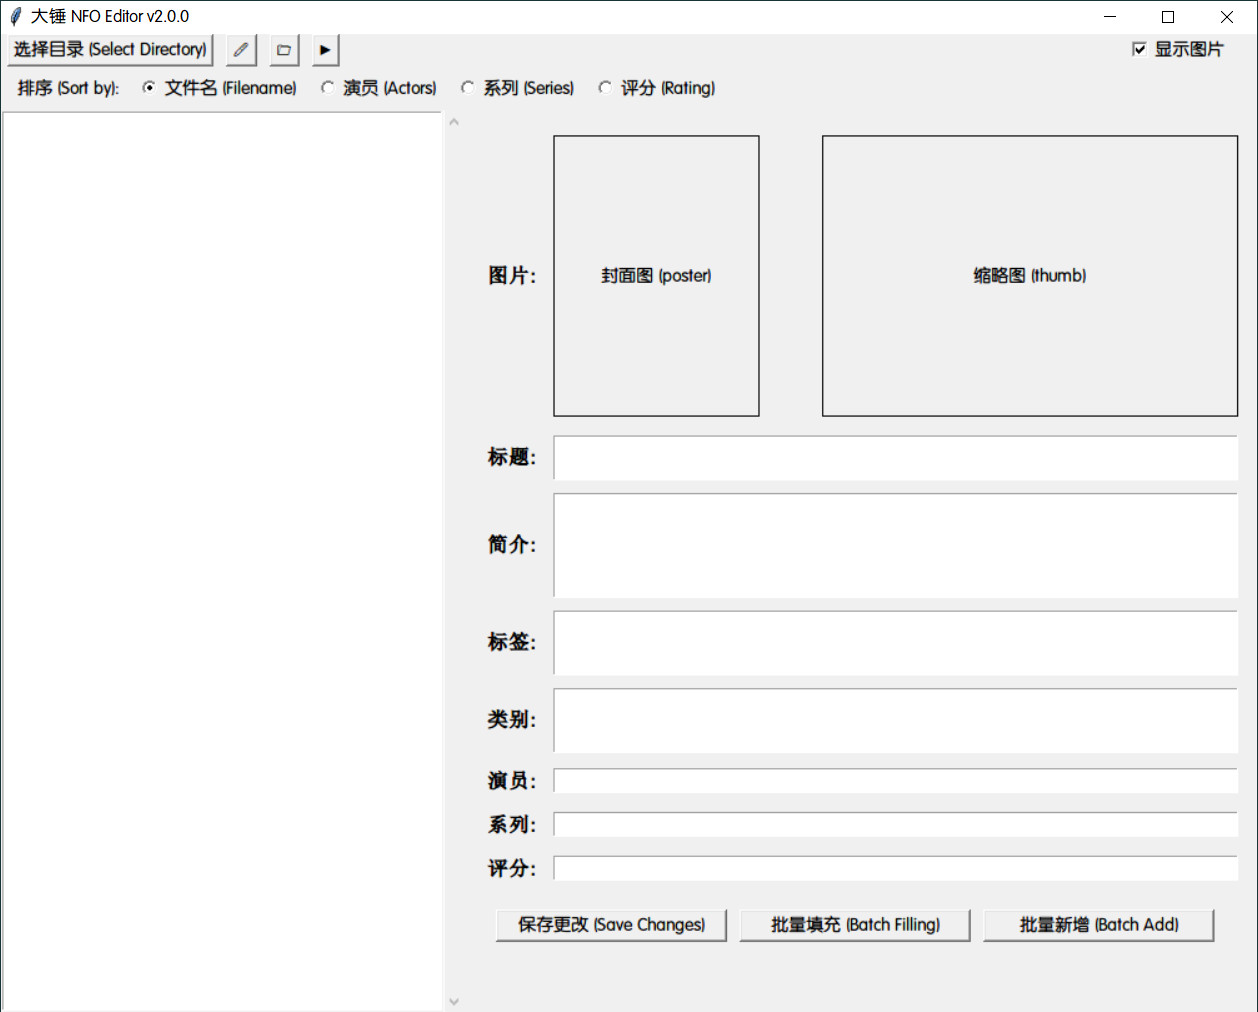 大锤 NFO Editor v2.0.0
选择目录 (Select Directory)
显示图片
排序 (Sort by): 文件名 (Filename) 演员 (Actors) 系列 (Series) 评分 (Rating)
图片: 封面图 (poster) 缩略图 (thumb)
标题:
简介:
标签:
类别:
演员:
系列:
评分:
保存更改 (Save Changes) 批量填充 (Batch Filling) 批量新增 (Batch Add)